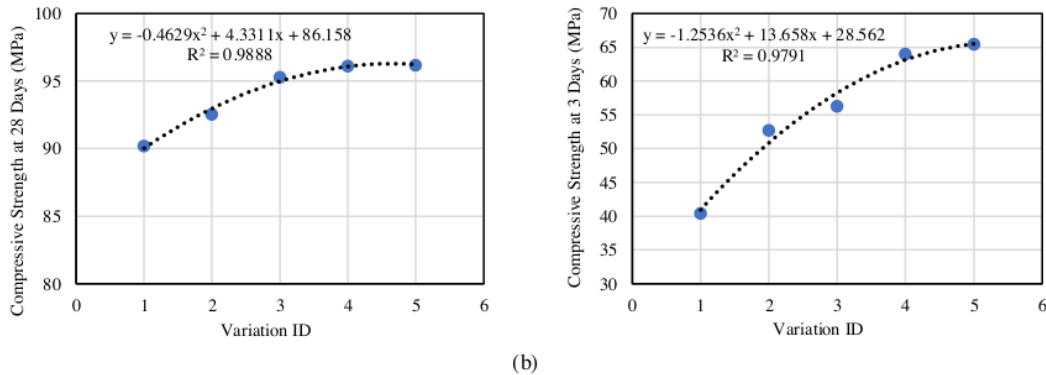 y = -0.4629x² + 4.3311x + 86.158
R² = 0.9888
Compressive Strength at 28 Days (MPa)
100
95
90
85
80
0 1 2 3 4 5 6
Variation ID
y = -1.2536x² + 13.658x + 28.562
R² = 0.9791
Compressive Strength at 3 Days (MPa)
70
65
60
55
50
45
40
35
30
0 1 2 3 4 5 6
Variation ID
(b)